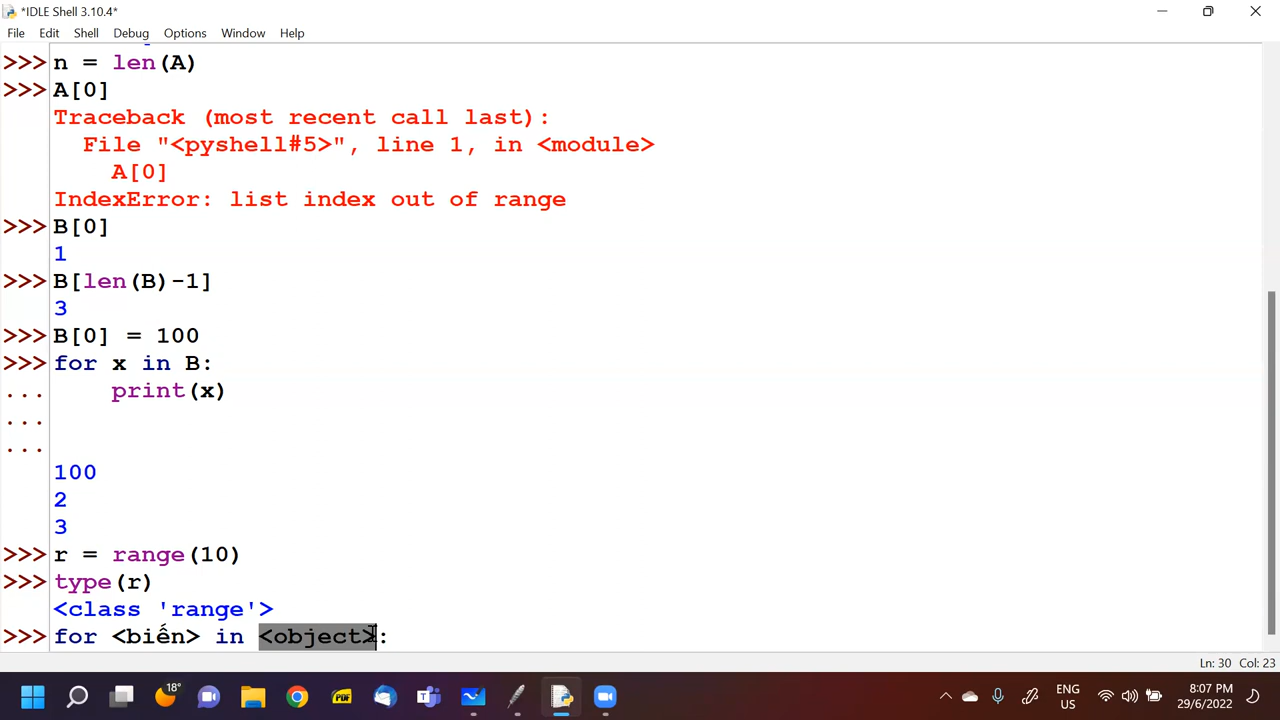 *IDLE Shell 3.10.4*
File Edit Shell Debug Options Window Help
>>> n = len(A)
>>> A[0]
Traceback (most recent call last):
  File "<pyshell#5>", line 1, in <module>
    A[0]
IndexError: list index out of range
>>> B[0]
1
>>> B[len(B)-1]
3
>>> B[0] = 100
>>> for x in B:
...     print(x)
...
...
100
2
3
>>> r = range(10)
>>> type(r)
<class 'range'>
>>> for <biến> in <object>:
Ln: 30 Col: 23
18°
PDF
ENG
US
8:07 PM
29/6/2022